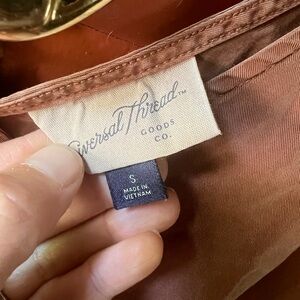 Universal Thread™
GOODS
CO.
S
MADE IN
VIETNAM